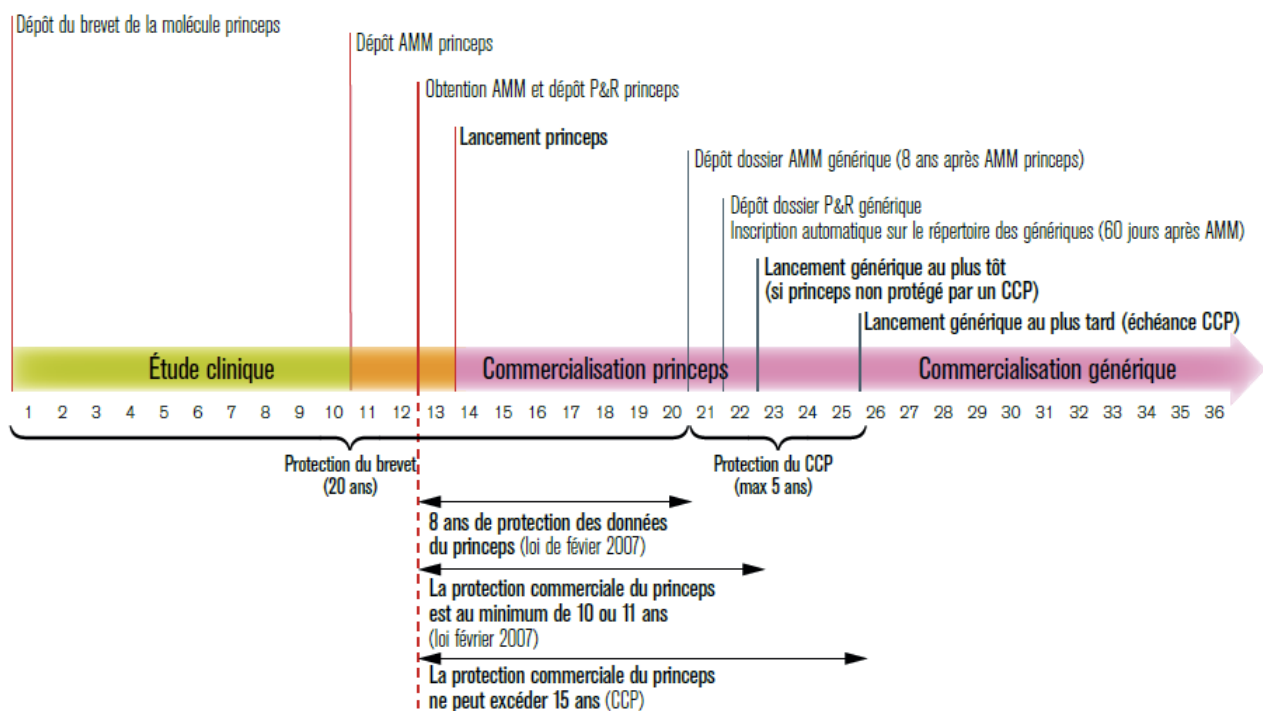 Dépôt du brevet de la molécule princeps
Dépôt AMM princeps
Obtention AMM et dépôt P&R princeps
Lancement princeps
Dépôt dossier AMM générique (8 ans après AMM princeps)
Dépôt dossier P&R générique
Inscription automatique sur le répertoire des génériques (60 jours après AMM)
Lancement générique au plus tôt
(si princeps non protégé par un CCP)
Lancement générique au plus tard (échéance CCP)
Étude clinique
Commercialisation princeps
Commercialisation générique
1 2 3 4 5 6 7 8 9 10 11 12 13 14 15 16 17 18 19 20 21 22 23 24 25 26 27 28 29 30 31 32 33 34 35 36
Protection du brevet
(20 ans)
Protection du CCP
(max 5 ans)
8 ans de protection des données
du princeps (loi de févier 2007)
La protection commerciale du princeps
est au minimum de 10 ou 11 ans
(loi février 2007)
La protection commerciale du princeps
ne peut excéder 15 ans (CCP)